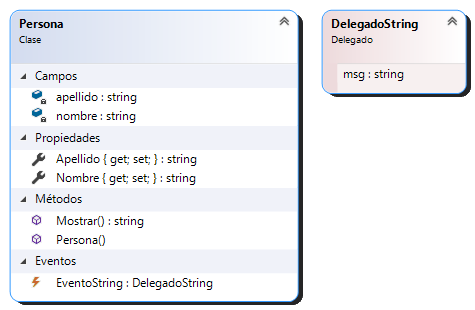 Persona
Clase
Campos
apellido : string
nombre : string
Propiedades
Apellido { get; set; } : string
Nombre { get; set; } : string
Métodos
Mostrar() : string
Persona()
Eventos
EventoString : DelegadoString
DelegadoString
Delegado
msg : string